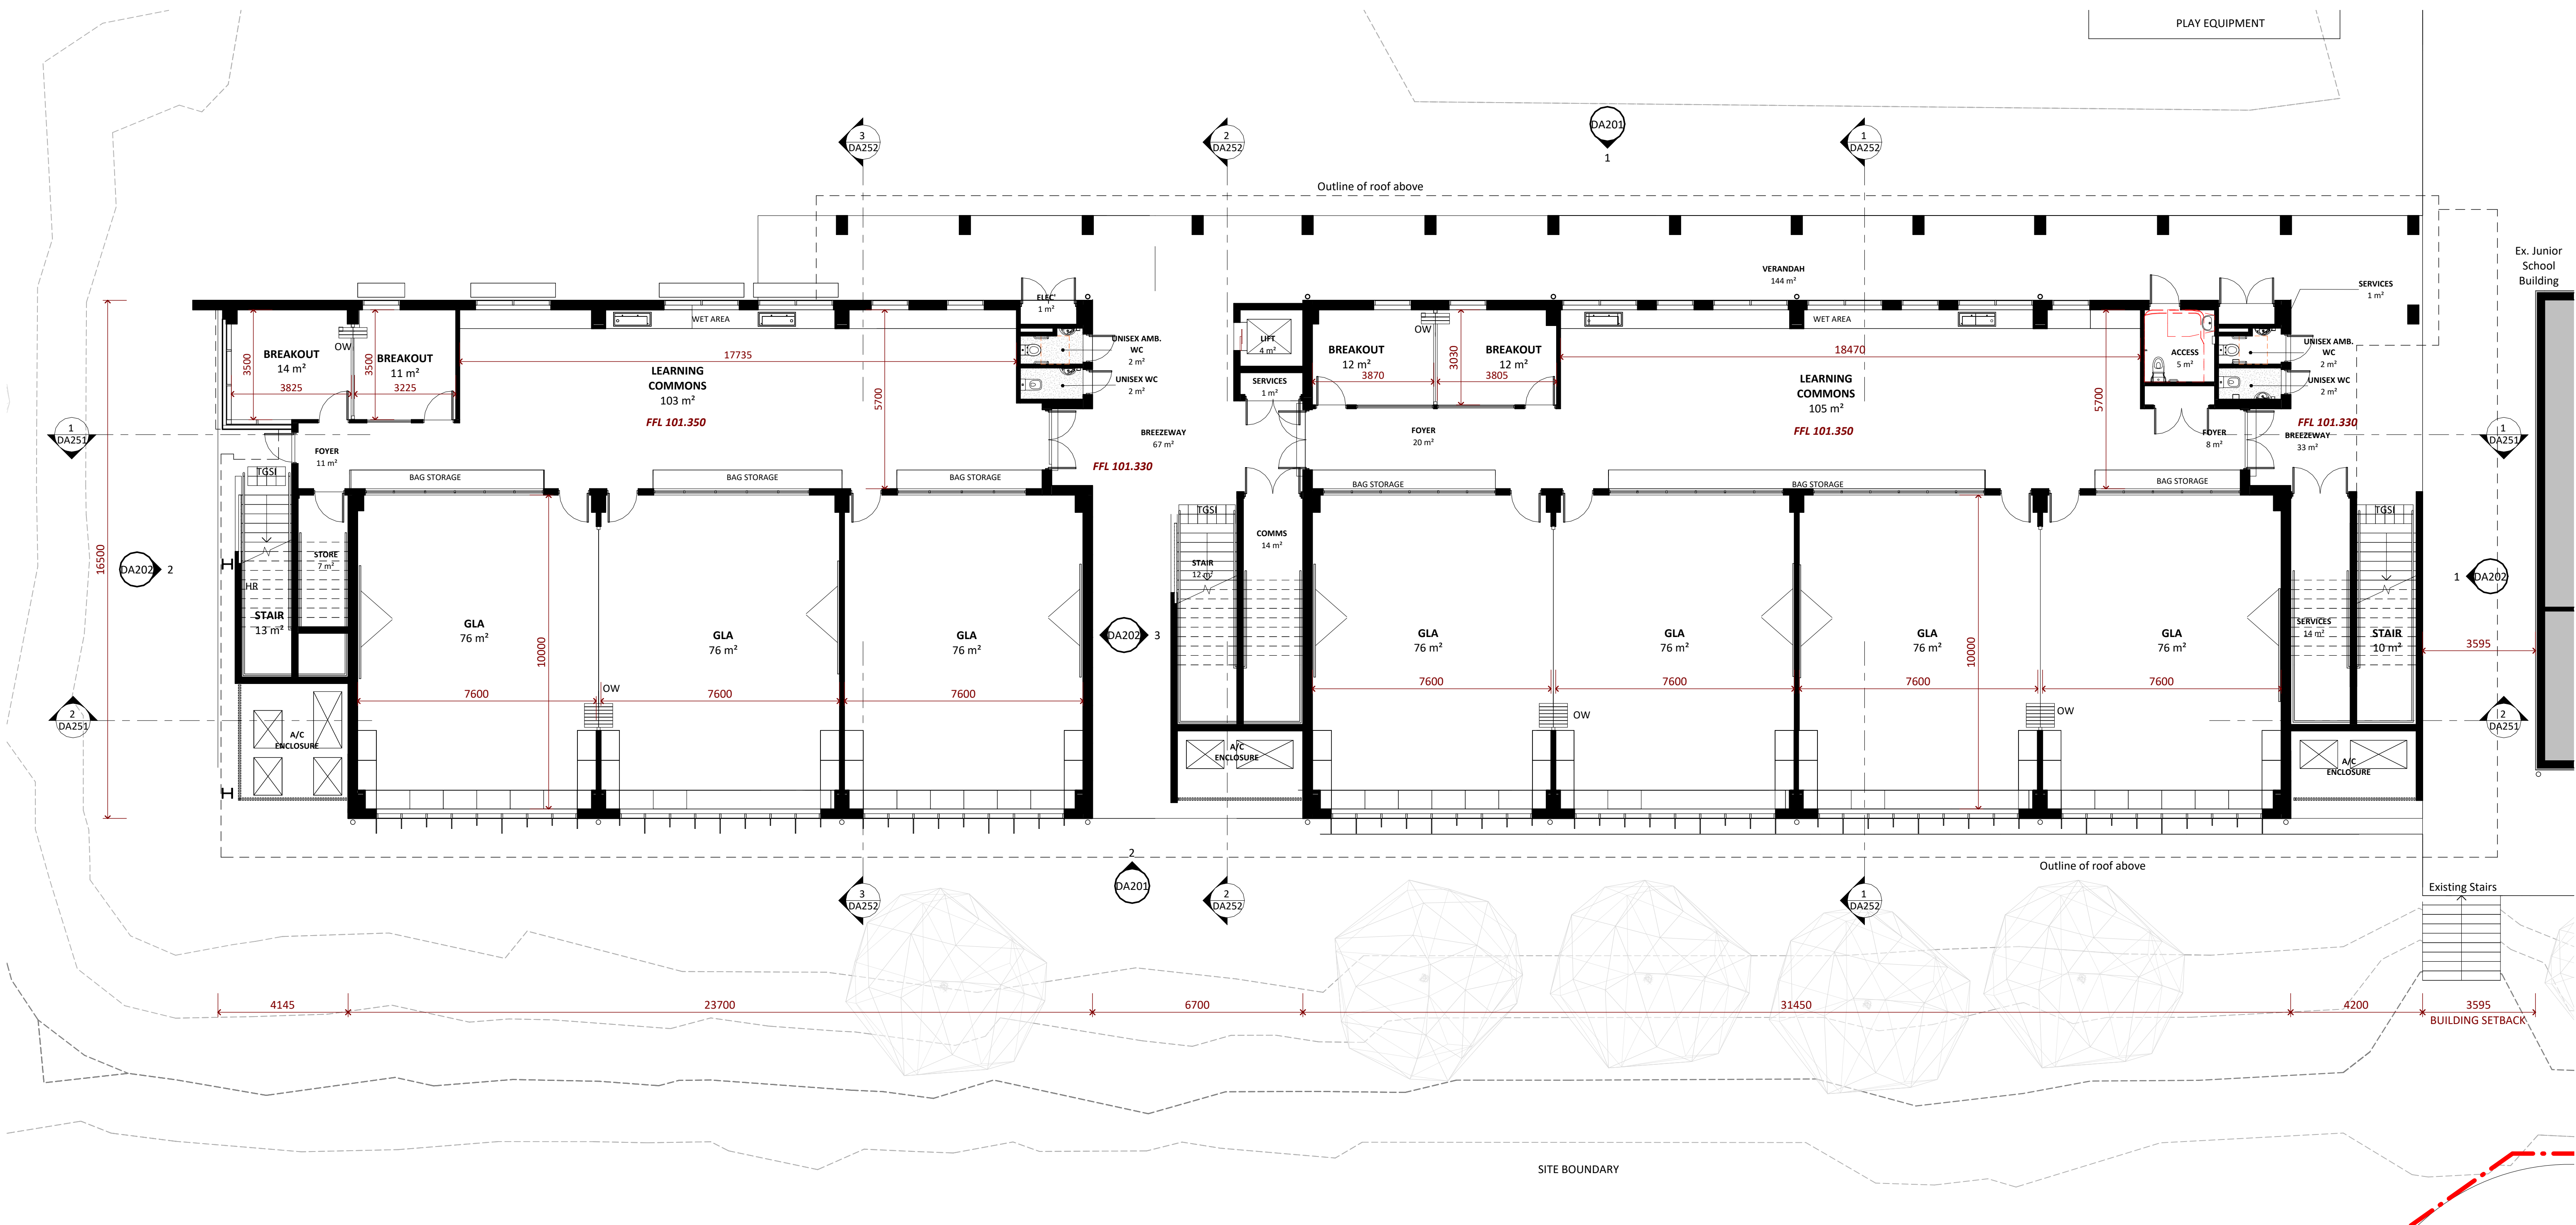 PLAY EQUIPMENT
3
DA252
2
DA252
DA201
1
1
DA252
Outline of roof above
Ex. Junior
School
Building
VERANDAH
144 m²
SERVICES
1 m²
ELEC'
1 m²
WET AREA
WET AREA
OW
OW
BREAKOUT
14 m²
BREAKOUT
11 m²
3500
3500
3825
3225
17735
LEARNING
COMMONS
103 m²
FFL 101.350
5700
UNISEX AMB.
WC
2 m²
UNISEX WC
2 m²
LIFT
4 m²
SERVICES
1 m²
BREAKOUT
12 m²
BREAKOUT
12 m²
3030
3870
3805
18470
LEARNING
COMMONS
105 m²
FFL 101.350
5700
ACCESS
5 m²
UNISEX AMB.
WC
2 m²
UNISEX WC
2 m²
1
DA251
FOYER
11 m²
BREEZEWAY
67 m²
FFL 101.330
FOYER
20 m²
FOYER
8 m²
FFL 101.330
BREEZEWAY
33 m²
1
DA251
TGSI
BAG STORAGE
BAG STORAGE
BAG STORAGE
BAG STORAGE
BAG STORAGE
BAG STORAGE
TGSI
TGSI
16500
DA202
2
STORE
7 m²
HR
STAIR
13 m²
COMMS
14 m²
STAIR
12 m²
1
DA202
GLA
76 m²
GLA
76 m²
GLA
76 m²
DA202
3
GLA
76 m²
GLA
76 m²
GLA
76 m²
GLA
76 m²
SERVICES
14 m²
STAIR
10 m²
3595
10000
10000
7600
7600
7600
7600
7600
7600
7600
OW
OW
OW
2
DA251
2
DA251
A/C
ENCLOSURE
A/C
ENCLOSURE
A/C
ENCLOSURE
2
DA201
Outline of roof above
3
DA252
2
DA252
1
DA252
Existing Stairs
4145
23700
6700
31450
4200
3595
BUILDING SETBACK
SITE BOUNDARY